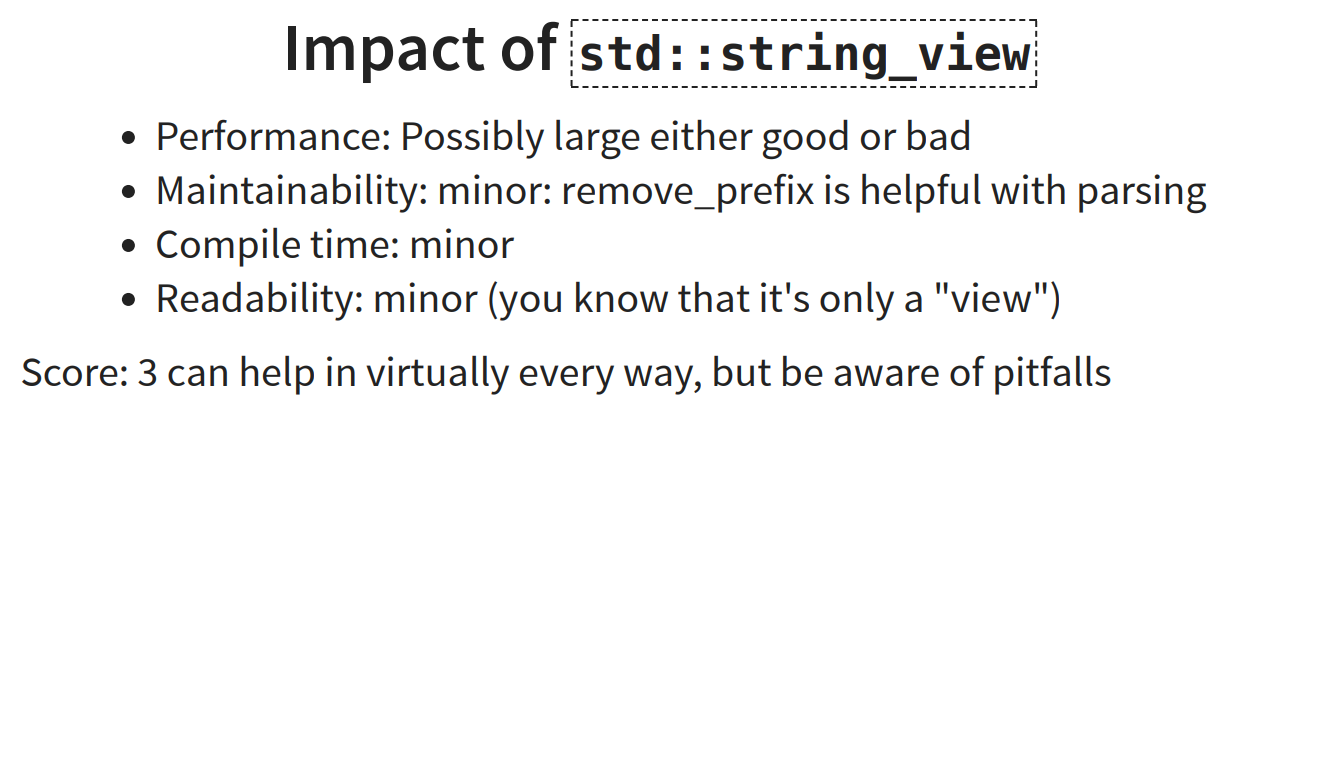 Impact of std::string_view
Performance: Possibly large either good or bad
Maintainability: minor: remove_prefix is helpful with parsing
Compile time: minor
Readability: minor (you know that it's only a "view")
Score: 3 can help in virtually every way, but be aware of pitfalls